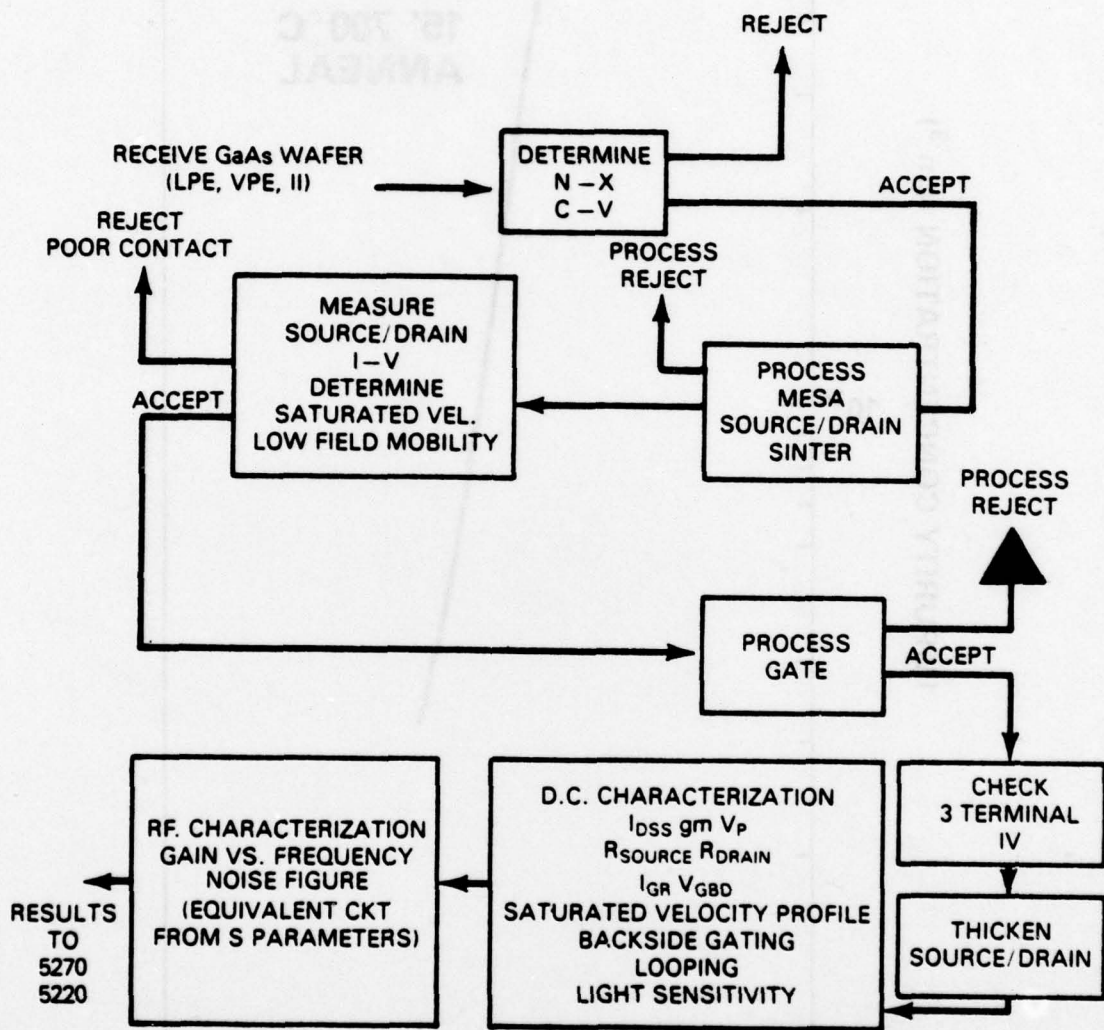 REJECT
RECEIVE GaAs WAFER
(LPE, VPE, II)
DETERMINE
N – X
C – V
ACCEPT
REJECT
POOR CONTACT
PROCESS
REJECT
MEASURE
SOURCE/DRAIN
I – V
DETERMINE
SATURATED VEL.
LOW FIELD MOBILITY
ACCEPT
PROCESS
MESA
SOURCE/DRAIN
SINTER
PROCESS
REJECT
PROCESS
GATE
ACCEPT
CHECK
3 TERMINAL
IV
THICKEN
SOURCE/DRAIN
D.C. CHARACTERIZATION
IDSS gm VP
RSOURCE RDRAIN
IGR VGBD
SATURATED VELOCITY PROFILE
BACKSIDE GATING
LOOPING
LIGHT SENSITIVITY
RF. CHARACTERIZATION
GAIN VS. FREQUENCY
NOISE FIGURE
(EQUIVALENT CKT
FROM S PARAMETERS)
RESULTS
TO
5270
5220
15' 700°C
ANNEAL